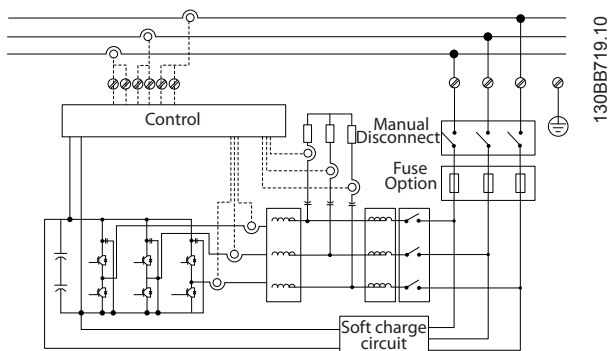 130BB719.10
Control
Manual
Disconnect
Fuse
Option
Soft charge
circuit